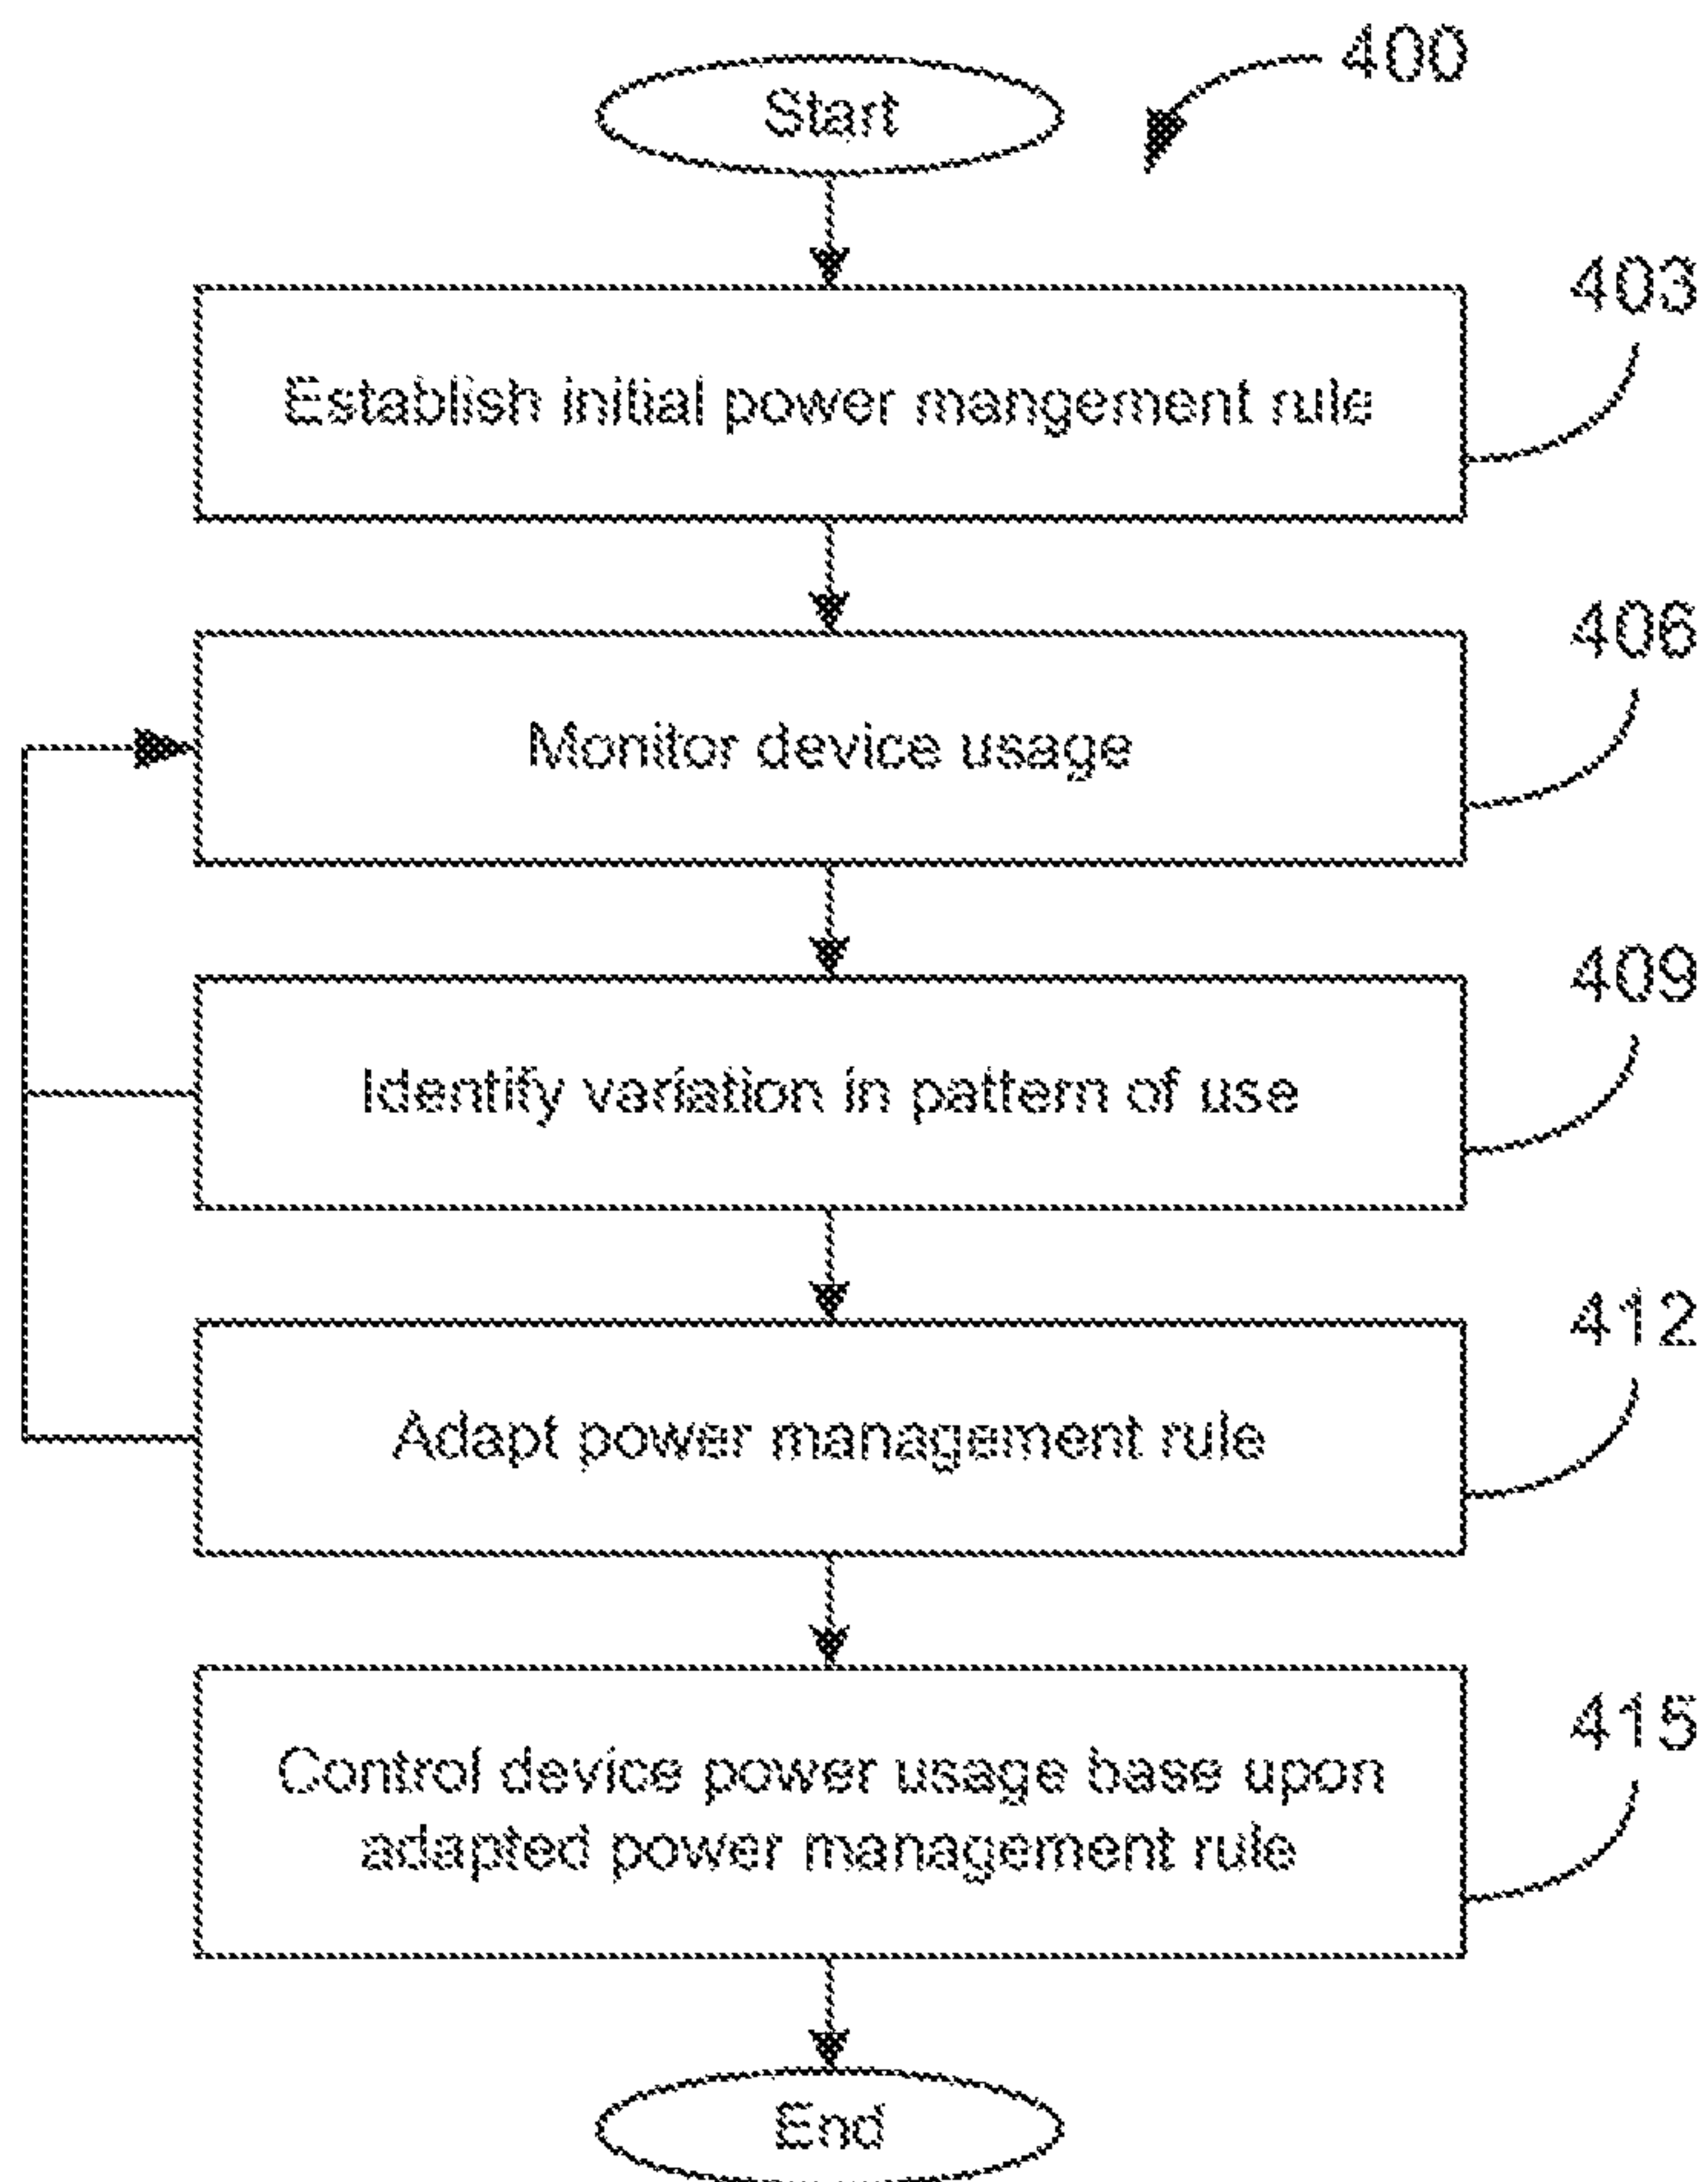 400
Start
403
Establish initial power mangement rule
406
Monitor device usage
409
Identify variation in pattern of use
412
Adapt power management rule
415
Control device power usage base upon
adapted power management rule
End